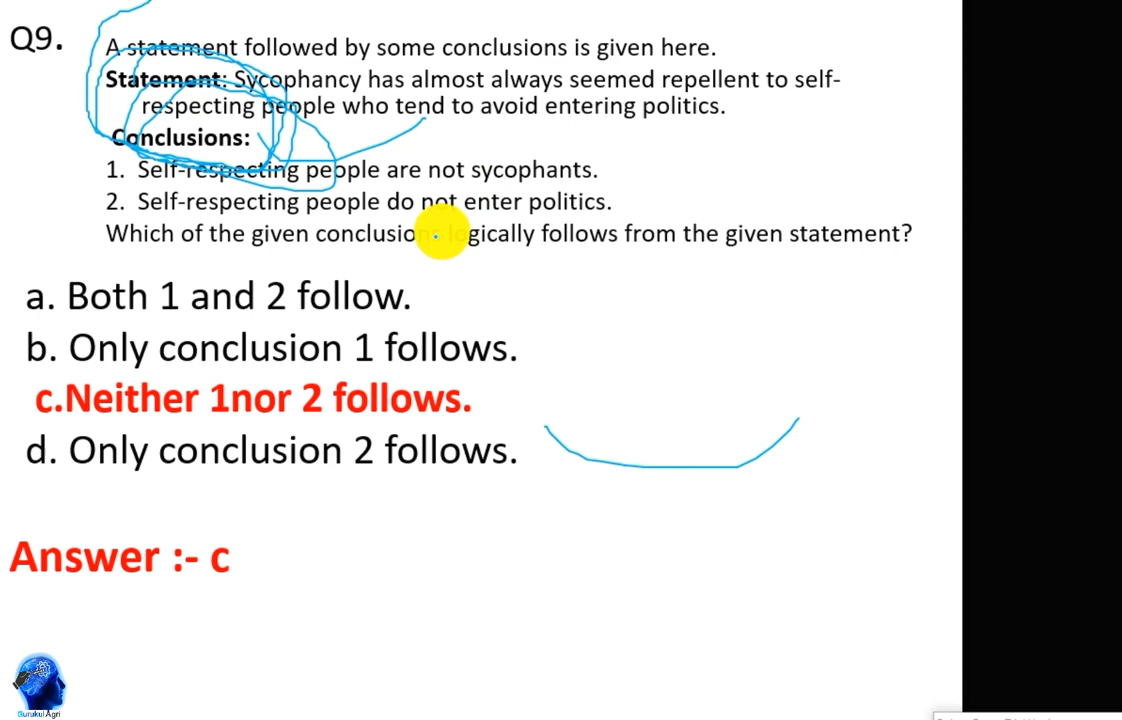 Q9.
A statement followed by some conclusions is given here.
Statement: Sycophancy has almost always seemed repellent to self-
respecting people who tend to avoid entering politics.
Conclusions:
1. Self-respecting people are not sycophants.
2. Self-respecting people do not enter politics.
Which of the given conclusions logically follows from the given statement?
a. Both 1 and 2 follow.
b. Only conclusion 1 follows.
c.Neither 1nor 2 follows.
d. Only conclusion 2 follows.
Answer :- c
Gurukul Agri